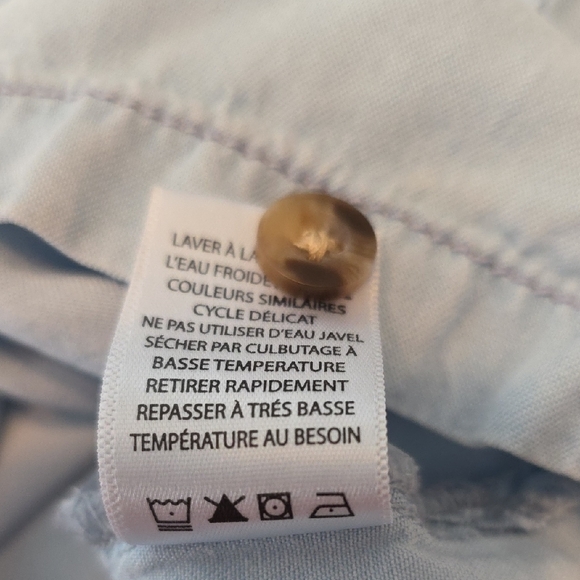 LAVER À LA
L'EAU FROIDE
COULEURS SIMILAIRES
CYCLE DÉLICAT
NE PAS UTILISER D'EAU JAVEL
SÉCHER PAR CULBUTAGE À
BASSE TEMPERATURE
RETIRER RAPIDEMENT
REPASSER À TRÉS BASSE
TEMPÉRATURE AU BESOIN